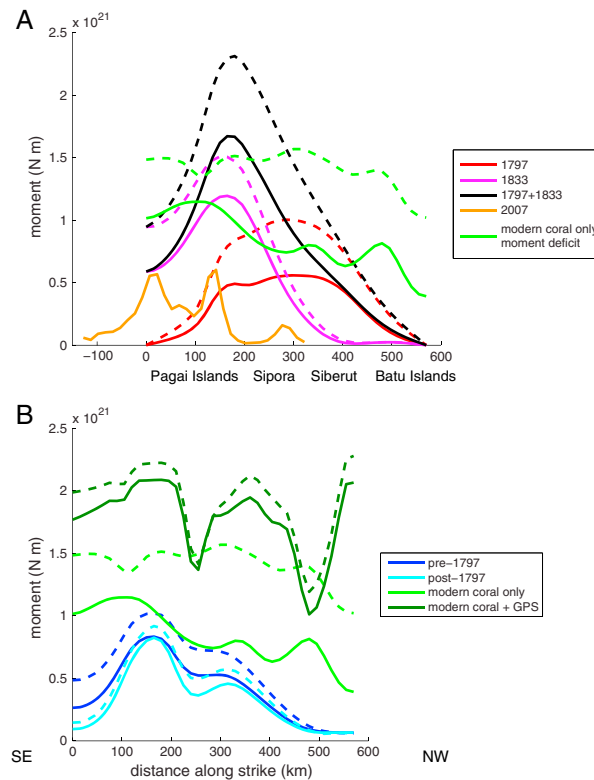 A
x 10^21
2.5
2
1.5
1
0.5
0
moment (N m)
−100 0 100 200 300 400 500 600
Pagai Islands Sipora Siberut Batu Islands
1797
1833
1797+1833
2007
modern coral only
moment deficit
B
x 10^21
2.5
2
1.5
1
0.5
0
moment (N m)
pre−1797
post−1797
modern coral only
modern coral + GPS
0 100 200 300 400 500 600
SE
distance along strike (km)
NW